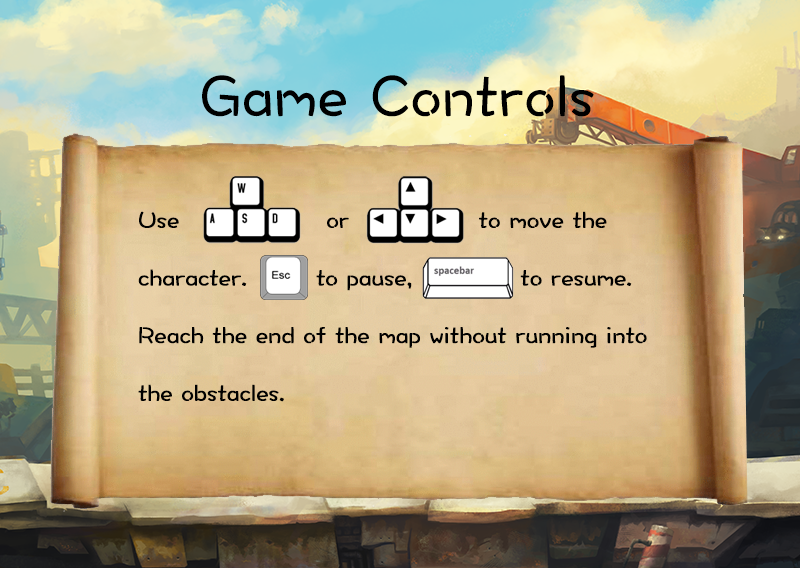 Game Controls
W
Use A S D or ◀ ▲ ▼ ▶ to move the
character. Esc to pause, spacebar to resume.
Reach the end of the map without running into
the obstacles.